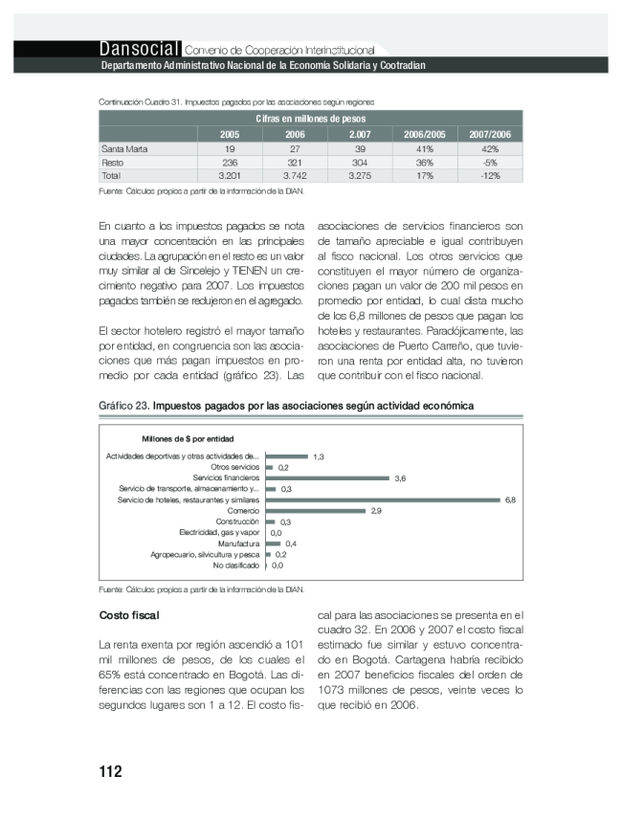 Dansocial Convenio de Cooperación Interinstitucional
Departamento Administrativo Nacional de la Economía Solidaria y Cootradian
Continuación Cuadro 31. Impuestos pagados por las asociaciones según regiones
Cifras en millones de pesos
2005 2006 2.007 2006/2005 2007/2006
Santa Marta 19 27 39 41% 42%
Resto 236 321 304 36% -5%
Total 3.201 3.742 3.275 17% -12%
Fuente: Cálculos propios a partir de la información de la DIAN.
En cuanto a los impuestos pagados se nota
una mayor concentración en las principales
ciudades. La agrupación en el resto es un valor
muy similar al de Sincelejo y TIENEN un cre-
cimiento negativo para 2007. Los impuestos
pagados también se redujeron en el agregado.
El sector hotelero registró el mayor tamaño
por entidad, en congruencia son las asocia-
ciones que más pagan impuestos en pro-
medio por cada entidad (gráfico 23). Las
asociaciones de servicios financieros son
de tamaño apreciable e igual contribuyen
al fisco nacional. Los otros servicios que
constituyen el mayor número de organiza-
ciones pagan un valor de 200 mil pesos en
promedio por entidad, lo cual dista mucho
de los 6,8 millones de pesos que pagan los
hoteles y restaurantes. Paradójicamente, las
asociaciones de Puerto Carreño, que tuvie-
ron una renta por entidad alta, no tuvieron
que contribuir con el fisco nacional.
Gráfico 23. Impuestos pagados por las asociaciones según actividad económica
Millones de $ por entidad
Actividades deportivas y otras actividades de... 1,3
Otros servicios 0,2
Servicios financieros 3,6
Servicio de transporte, almacenamiento y... 0,3
Servicio de hoteles, restaurantes y similares 6,8
Comercio 2,9
Construcción 0,3
Electricidad, gas y vapor 0,0
Manufactura 0,4
Agropecuario, silvicultura y pesca 0,2
No clasificado 0,0
Fuente: Cálculos propios a partir de la información de la DIAN.
Costo fiscal
La renta exenta por región ascendió a 101
mil millones de pesos, de los cuales el
65% está concentrado en Bogotá. Las di-
ferencias con las regiones que ocupan los
segundos lugares son 1 a 12. El costo fis-
cal para las asociaciones se presenta en el
cuadro 32. En 2006 y 2007 el costo fiscal
estimado fue similar y estuvo concentra-
do en Bogotá. Cartagena habría recibido
en 2007 beneficios fiscales del orden de
1073 millones de pesos, veinte veces lo
que recibió en 2006.
112